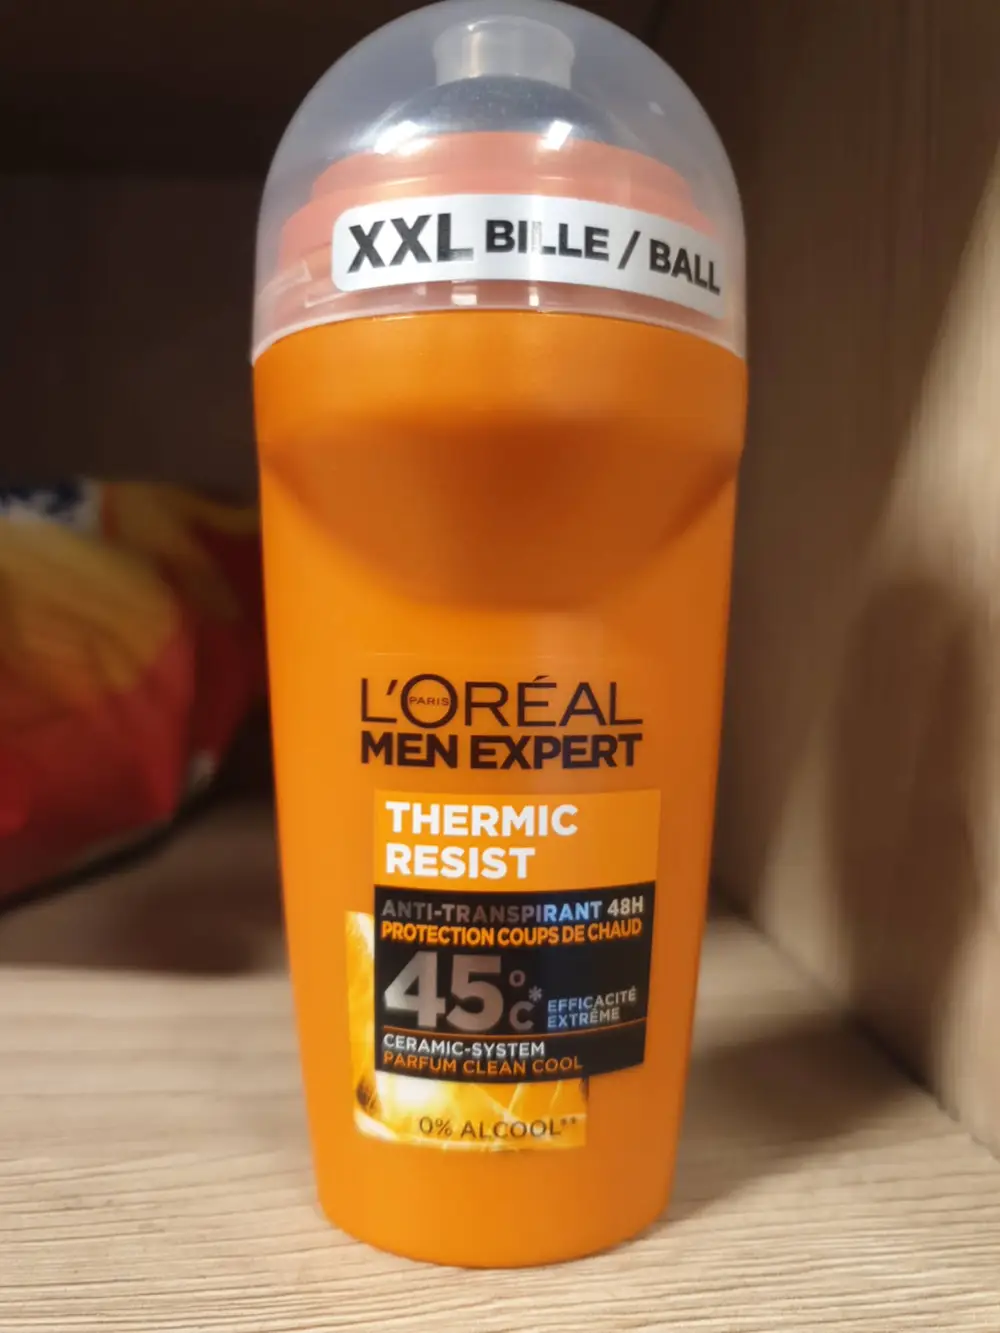 XXL BILLE / BALL
L'ORÉAL
PARIS
MEN EXPERT
THERMIC
RESIST
ANTI-TRANSPIRANT 48H
PROTECTION COUPS DE CHAUD
45°C*
EFFICACITÉ
EXTRÊME
CERAMIC-SYSTEM
PARFUM CLEAN COOL
0% ALCOOL**